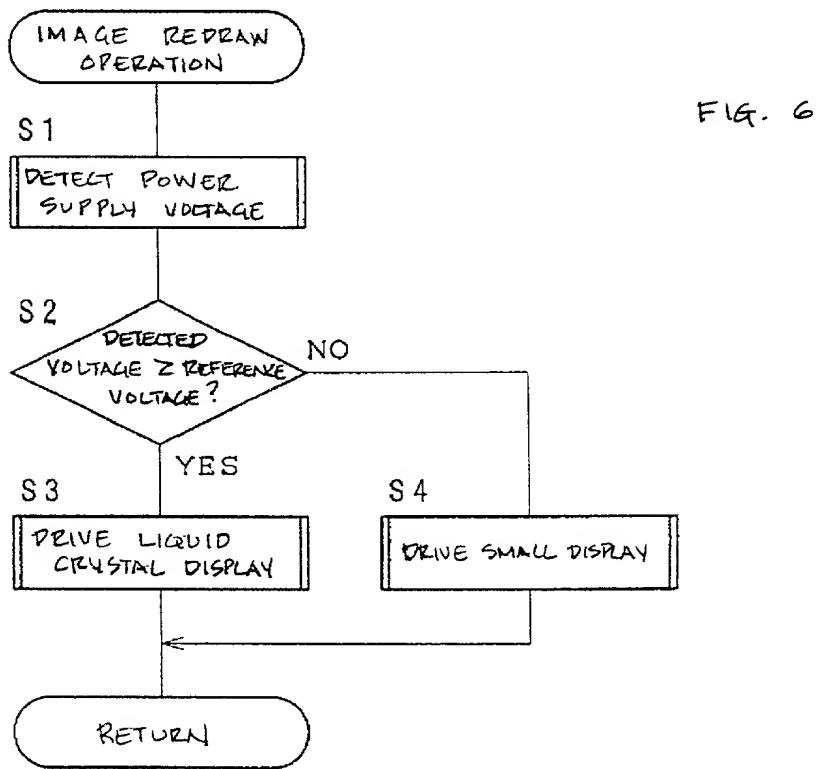 IMAGE REDRAW
OPERATION
FIG. 6
S1
DETECT POWER
SUPPLY VOLTAGE
S2
DETECTED
VOLTAGE ≥ REFERENCE
VOLTAGE?
NO
YES
S3
DRIVE LIQUID
CRYSTAL DISPLAY
S4
DRIVE SMALL DISPLAY
RETURN